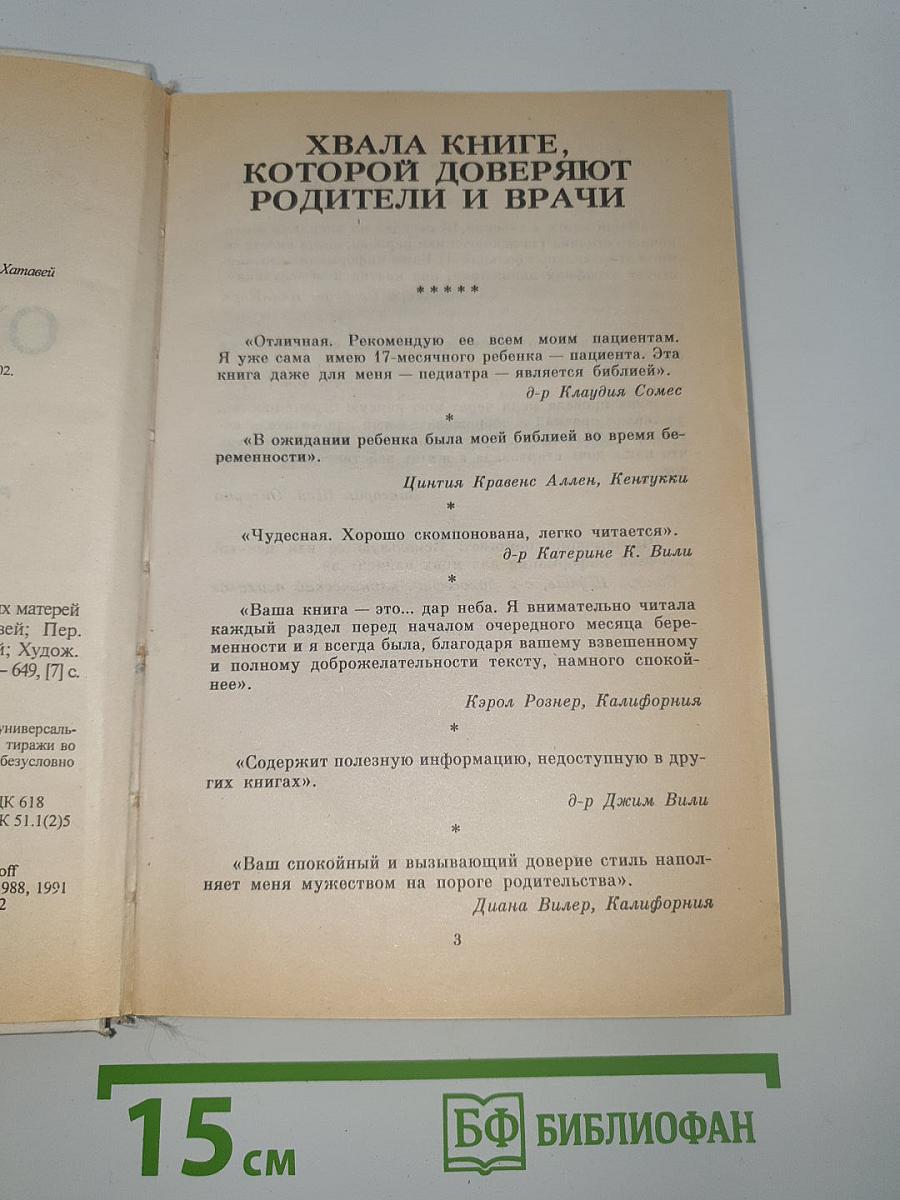 Хатавей
02.
их матерей
вей; Пер.
й; Худож.
– 649, [7] с.
универсаль-
тиражи во
безусловно
ДК 618
К 51.1(2)5
off
988, 1991
2
ХВАЛА КНИГЕ,
КОТОРОЙ ДОВЕРЯЮТ
РОДИТЕЛИ И ВРАЧИ
* * * * *
«Отличная. Рекомендую ее всем моим пациентам.
Я уже сама имею 17-месячного ребенка — пациента. Эта
книга даже для меня — педиатра — является библией».
д-р Клаудия Сомес
*
«В ожидании ребенка была моей библией во время бе-
ременности».
Цинтия Кравенс Аллен, Кентукки
*
«Чудесная. Хорошо скомпонована, легко читается».
д-р Катерине К. Вили
*
«Ваша книга — это... дар неба. Я внимательно читала
каждый раздел перед началом очередного месяца бере-
менности и я всегда была, благодаря вашему взвешенному
и полному доброжелательности тексту, намного спокой-
нее».
Кэрол Рознер, Калифорния
*
«Содержит полезную информацию, недоступную в дру-
гих книгах».
д-р Джим Вили
*
«Ваш спокойный и вызывающий доверие стиль напол-
няет меня мужеством на пороге родительства».
Диана Вилер, Калифорния
3
15 см
БФ БИБЛИОФАН